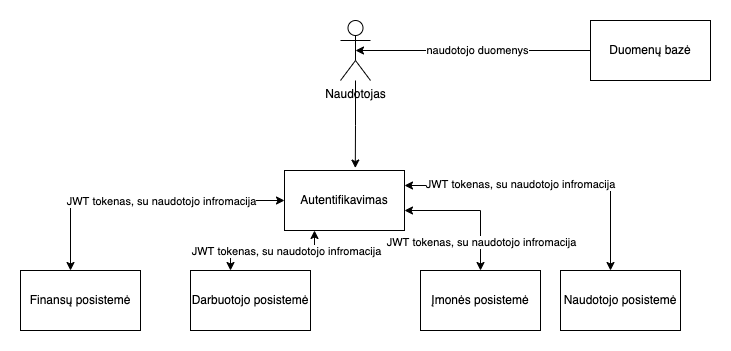 naudotojo duomenys
Duomenų bazė
Naudotojas
Autentifikavimas
JWT tokenas, su naudotojo infromacija
JWT tokenas, su naudotojo infromacija
JWT tokenas, su naudotojo infromacija
JWT tokenas, su naudotojo infromacija
Finansų posistemė
Darbuotojo posistemė
Įmonės posistemė
Naudotojo posistemė